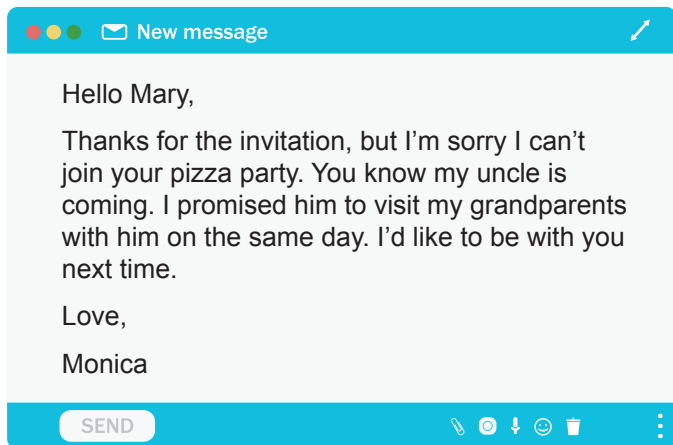 New message
Hello Mary,
Thanks for the invitation, but I’m sorry I can’t
join your pizza party. You know my uncle is
coming. I promised him to visit my grandparents
with him on the same day. I’d like to be with you
next time.
Love,
Monica
SEND